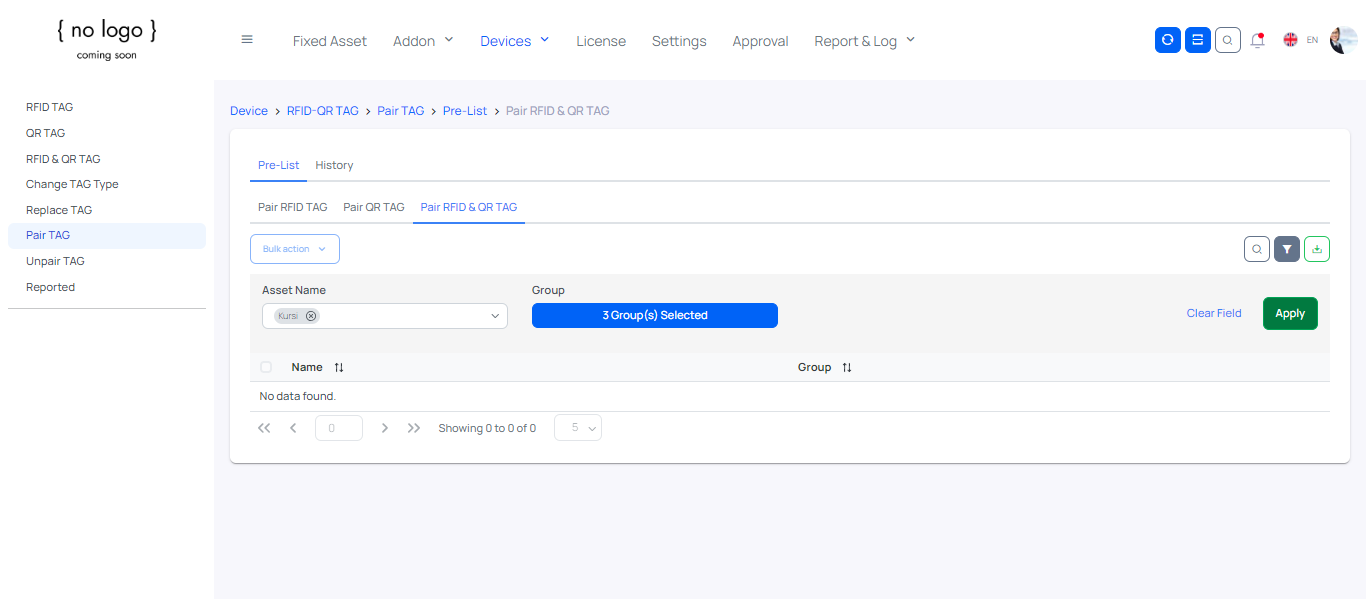 { no logo }
coming soon
Fixed Asset Addon Devices License Settings Approval Report & Log EN
RFID TAG
QR TAG
RFID & QR TAG
Change TAG Type
Replace TAG
Pair TAG
Unpair TAG
Reported
Device > RFID-QR TAG > Pair TAG > Pre-List > Pair RFID & QR TAG
Pre-List History
Pair RFID TAG Pair QR TAG Pair RFID & QR TAG
Bulk action
Asset Name Group
Kursi 3 Group(s) Selected Clear Field Apply
Name Group
No data found.
0 Showing 0 to 0 of 0 5